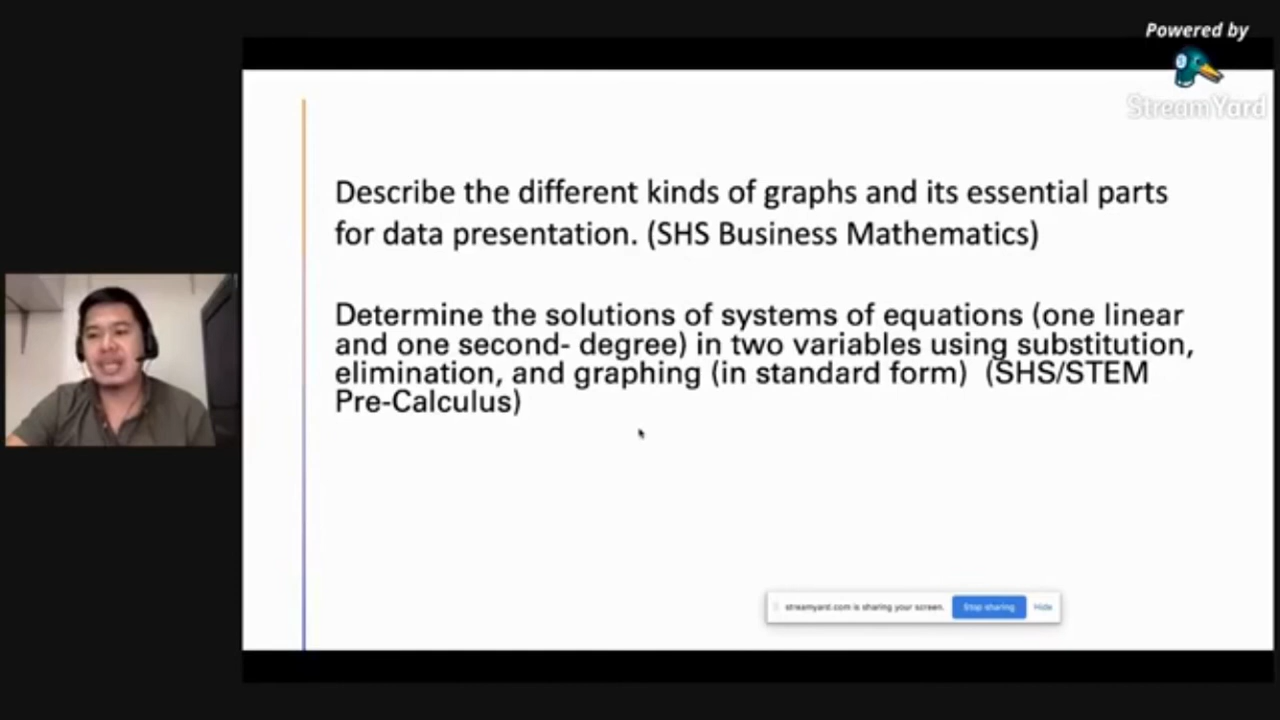 Powered by
StreamYard
Describe the different kinds of graphs and its essential parts
for data presentation. (SHS Business Mathematics)
Determine the solutions of systems of equations (one linear
and one second- degree) in two variables using substitution,
elimination, and graphing (in standard form) (SHS/STEM
Pre-Calculus)
streamyard.com is sharing your screen. Stop sharing Hide